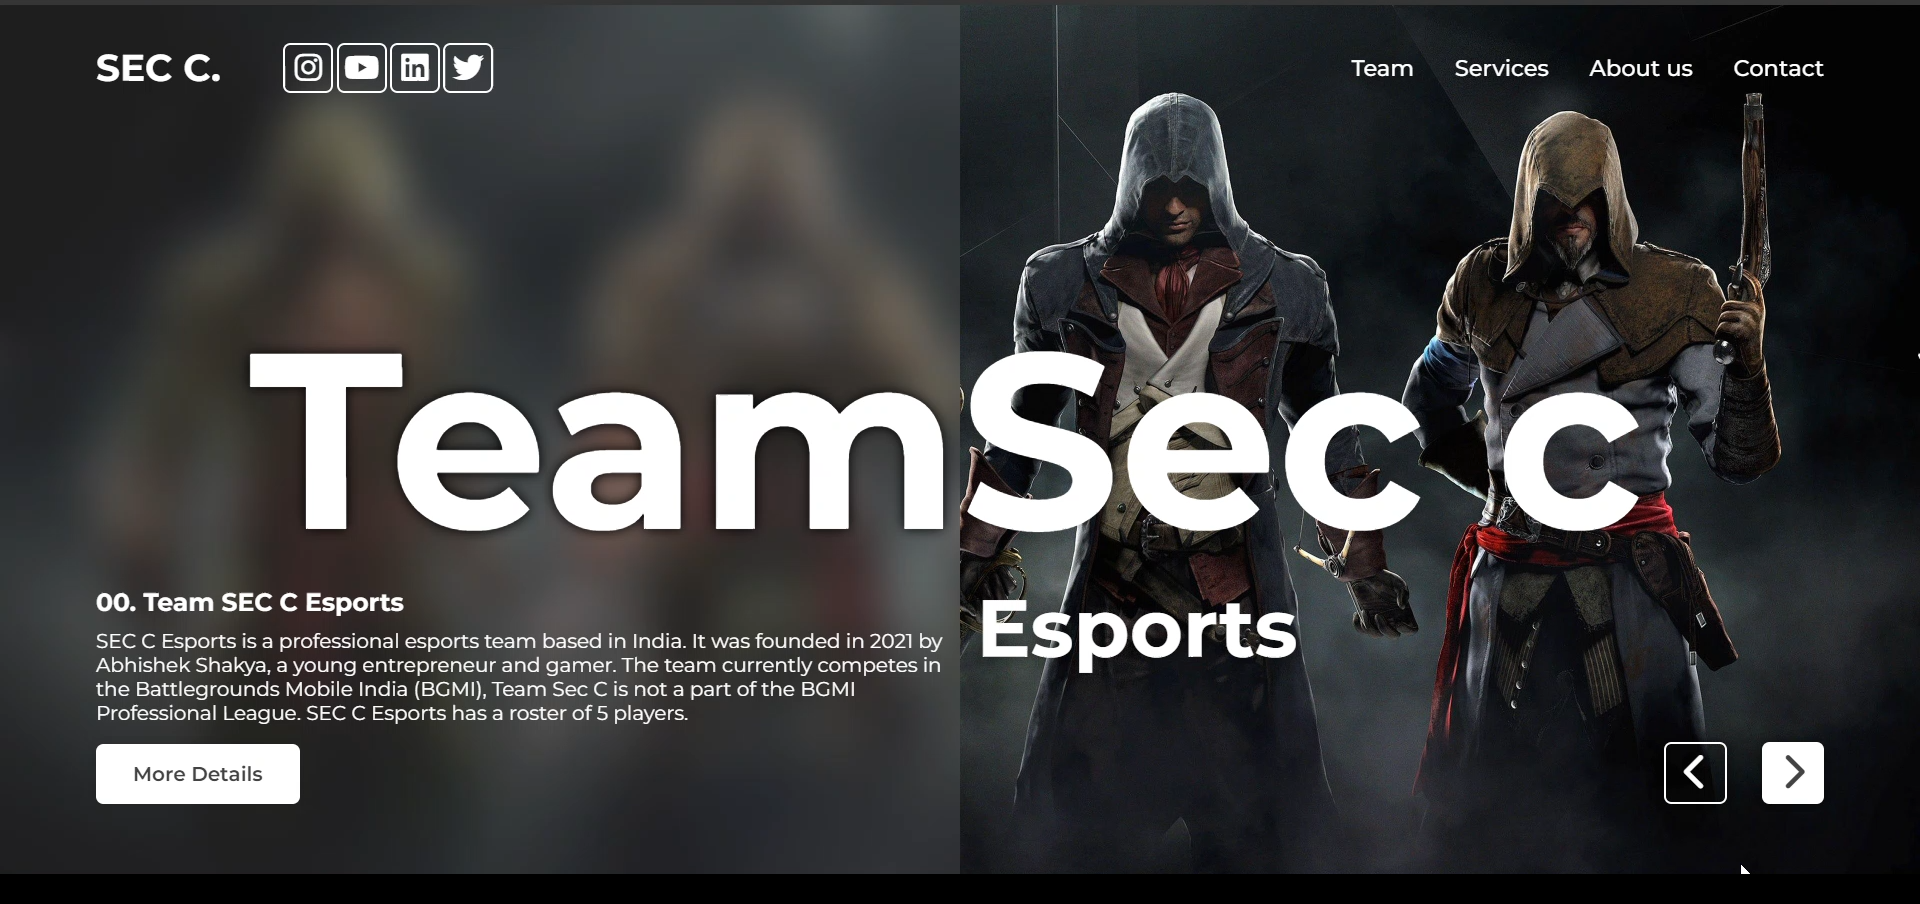 SEC C.
Team Services About us Contact
TeamSec c
Esports
00. Team SEC C Esports
SEC C Esports is a professional esports team based in India. It was founded in 2021 by
Abhishek Shakya, a young entrepreneur and gamer. The team currently competes in
the Battlegrounds Mobile India (BGMI), Team Sec C is not a part of the BGMI
Professional League. SEC C Esports has a roster of 5 players.
More Details